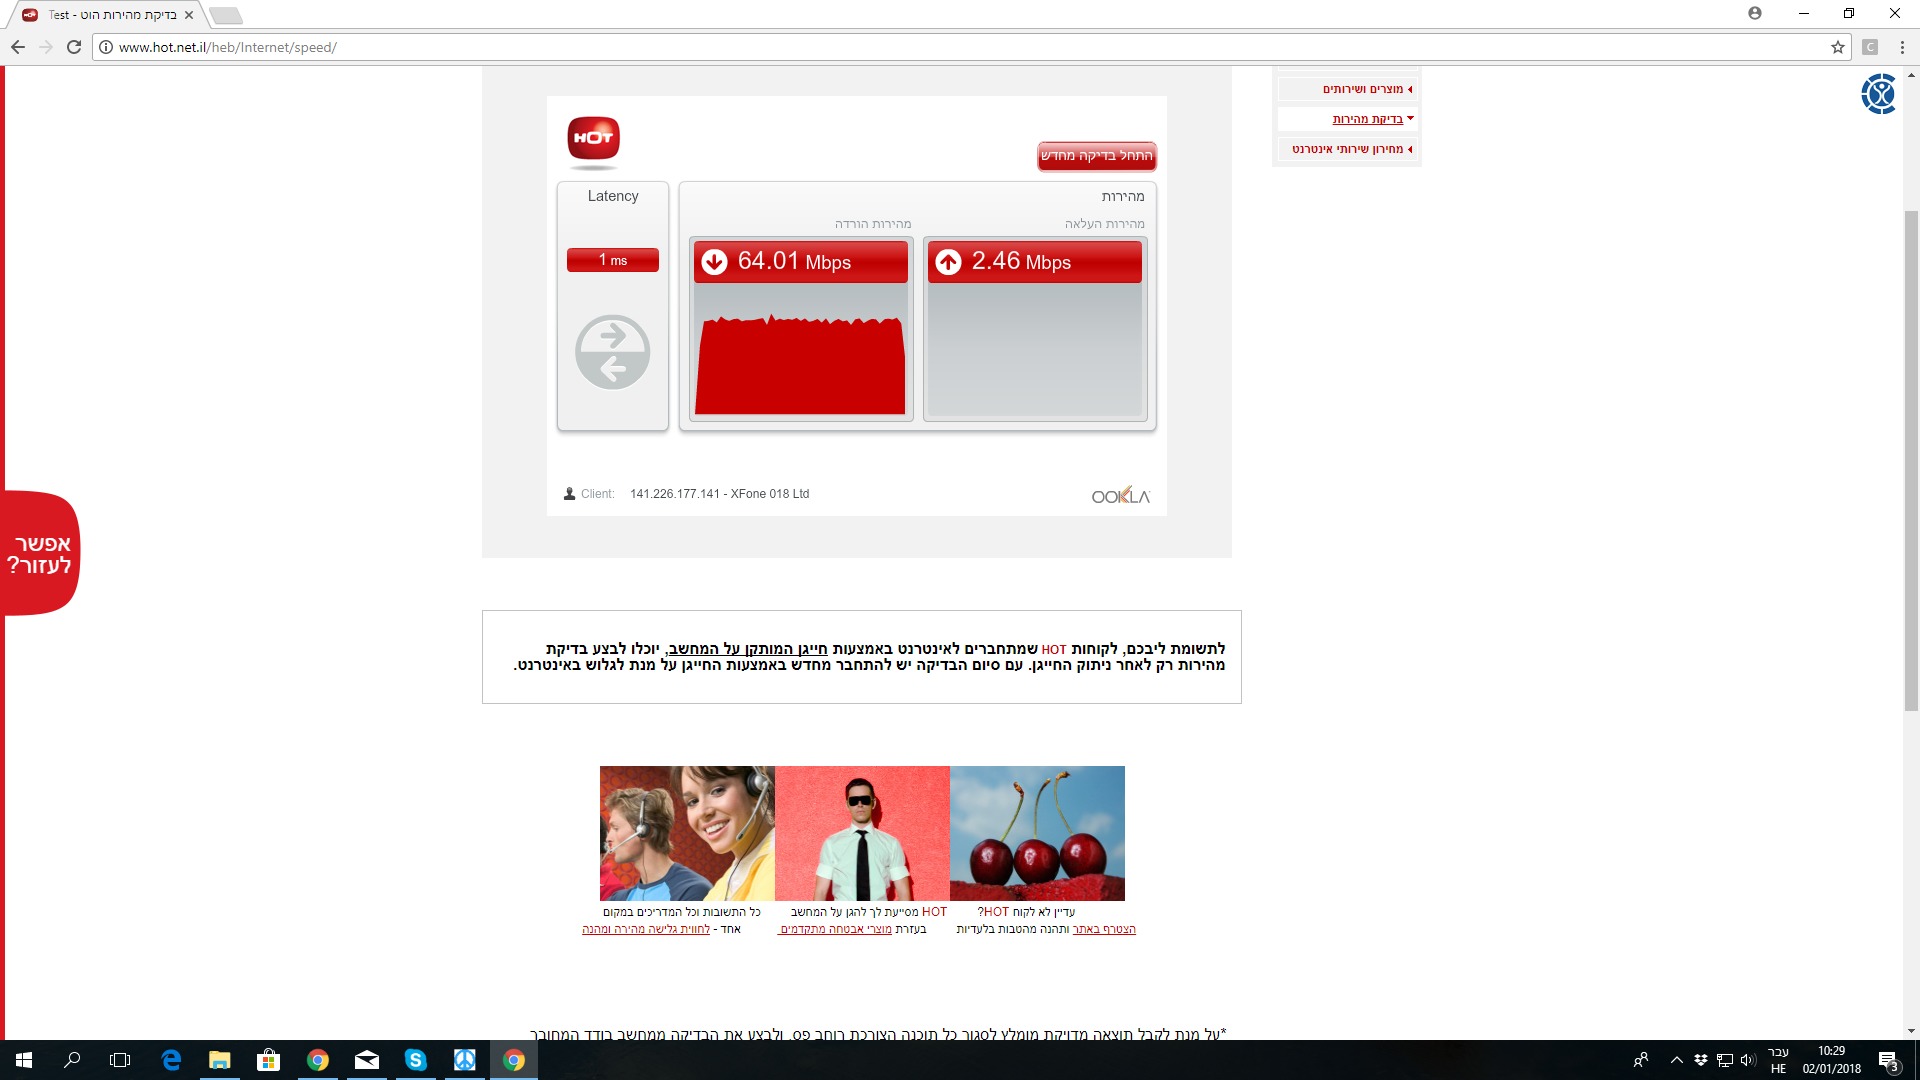 בדיקת מהירות הוט - Test
www.hot.net.il/heb/Internet/speed/
C
מוצרים ושירותים
בדיקת מהירות
מחירון שירותי אינטרנט
HOT
התחל בדיקה מחדש
Latency
1 ms
מהירות
מהירות הורדה
מהירות העלאה
64.01 Mbps
2.46 Mbps
Client: 141.226.177.141 - XFone 018 Ltd
OOKLA
אפשר
לעזור?
לתשומת ליבכם, לקוחות HOT שמתחברים לאינטרנט באמצעות חייגן המותקן על המחשב, יוכלו לבצע בדיקת
מהירות רק לאחר ניתוק החייגן. עם סיום הבדיקה יש להתחבר מחדש באמצעות החייגן על מנת לגלוש באינטרנט.
עדיין לא לקוח HOT?
הצטרף באתר ותהנה מהטבות בלעדיות
HOT מסייעת לך להגן על המחשב
בעזרת מוצרי אבטחה מתקדמים
כל התשובות וכל המדריכים במקום
אחד - לחווית גלישה מהירה ומהנה
*על מנת לקבל תוצאה מדויקת מומלץ לסגור כל תוכנה הצורכת רוחב פס, ולבצע את הבדיקה ממחשב בודד המחובר
עבר
HE
10:29
02/01/2018
3